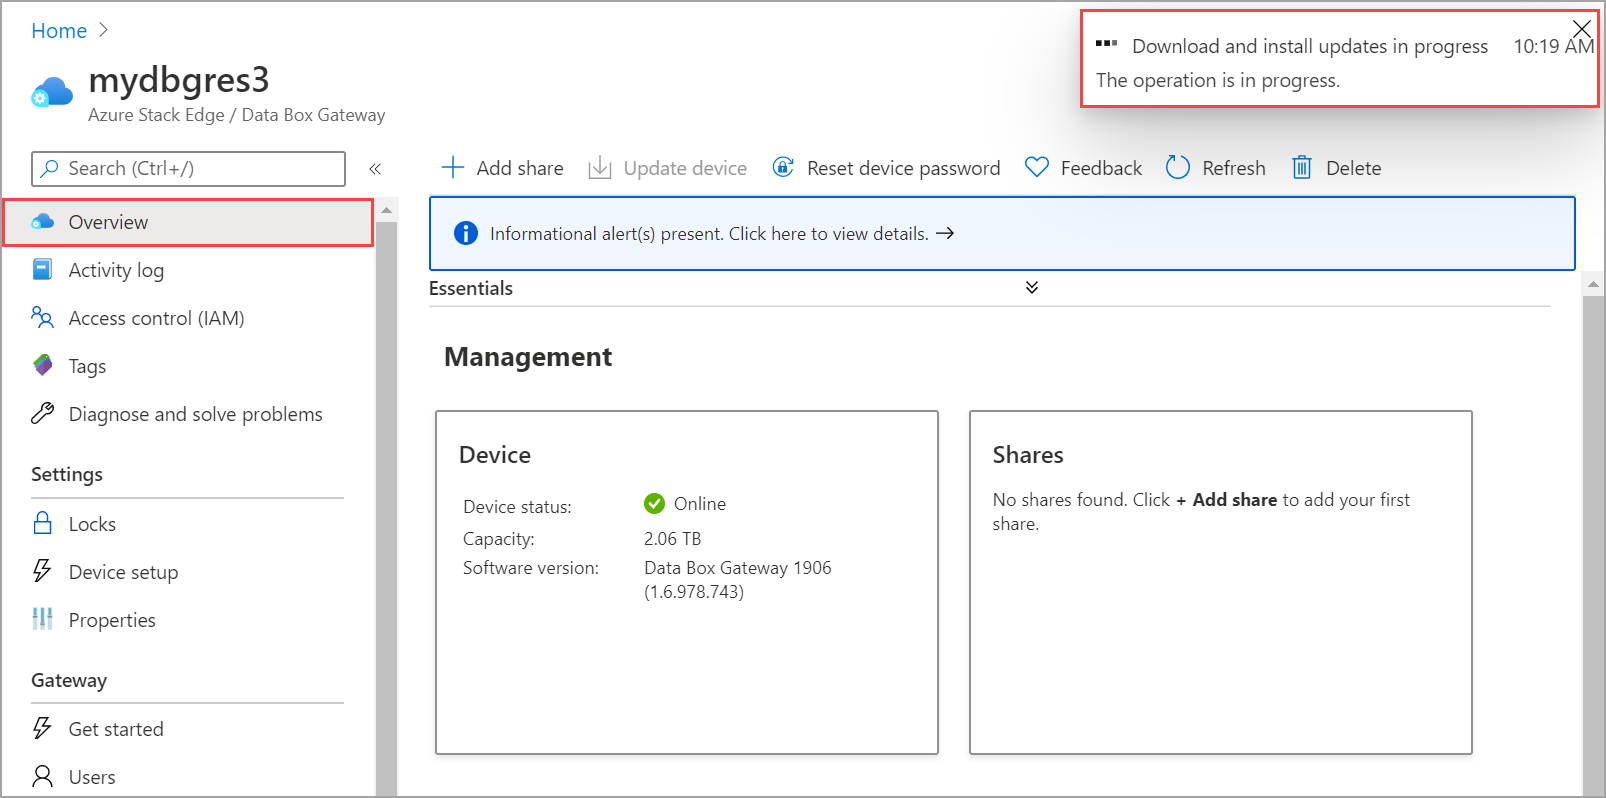 Home
mydbgres3
Azure Stack Edge / Data Box Gateway
Download and install updates in progress 10:19 AM
The operation is in progress.
Search (Ctrl+/)
Overview
Activity log
Access control (IAM)
Tags
Diagnose and solve problems
Settings
Locks
Device setup
Properties
Gateway
Get started
Users
Add share Update device Reset device password Feedback Refresh Delete
Informational alert(s) present. Click here to view details. →
Essentials
Management
Device
Device status: Online
Capacity: 2.06 TB
Software version: Data Box Gateway 1906
(1.6.978.743)
Shares
No shares found. Click + Add share to add your first
share.